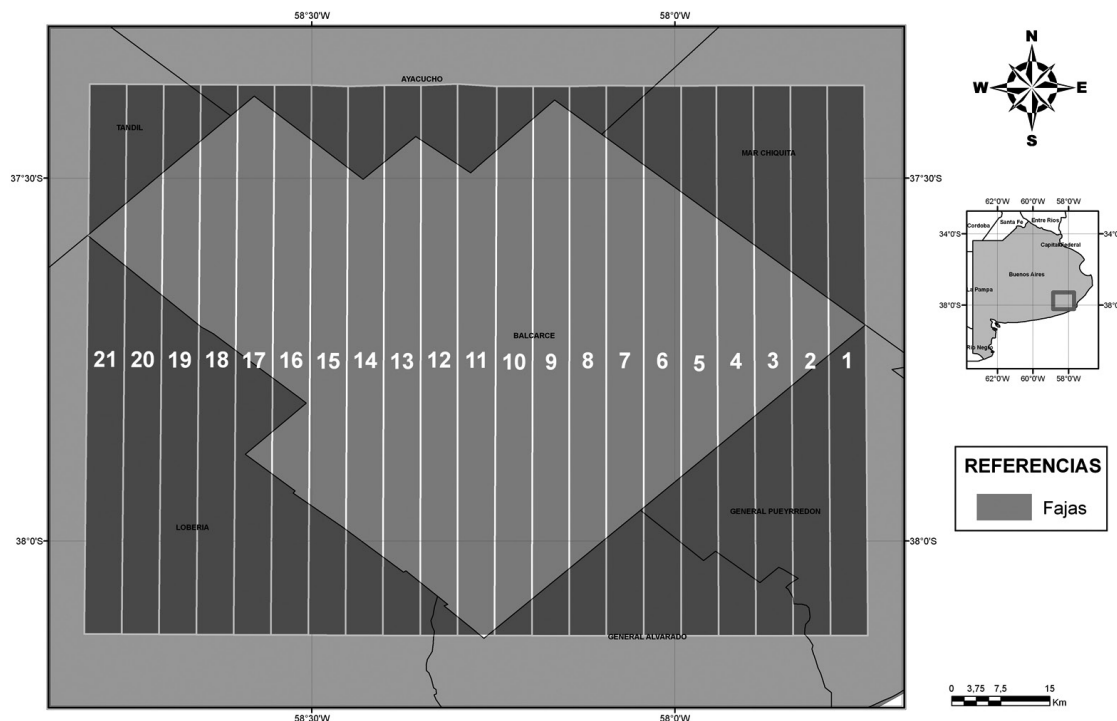 58°30'W
58°0'W
AYACUCHO
TANDIL
MAR CHIQUITA
37°30'S
37°30'S
BALCARCE
21 20 19 18 17 16 15 14 13 12 11 10 9 8 7 6 5 4 3 2 1
LOBERIA
GENERAL PUEYRREDON
38°0'S
38°0'S
GENERAL ALVARADO
58°30'W
58°0'W
N
W E
S
62°0'W 60°0'W 58°0'W
Cordoba
Santa Fe
Entre Rios
34°0'S
34°0'S
Capital Federal
Buenos Aires
La Pampa
38°0'S
38°0'S
Rio Negro
62°0'W 60°0'W 58°0'W
REFERENCIAS
Fajas
0 3,75 7,5 15
Km